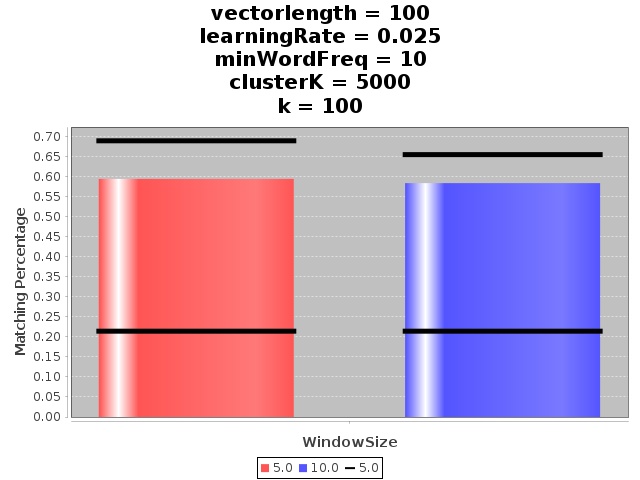 vectorlength = 100
learningRate = 0.025
minWordFreq = 10
clusterK = 5000
k = 100
0.70
0.65
0.60
0.55
0.50
0.45
0.40
0.35
0.30
0.25
0.20
0.15
0.10
0.05
0.00
Matching Percentage
WindowSize
5.0 10.0 5.0